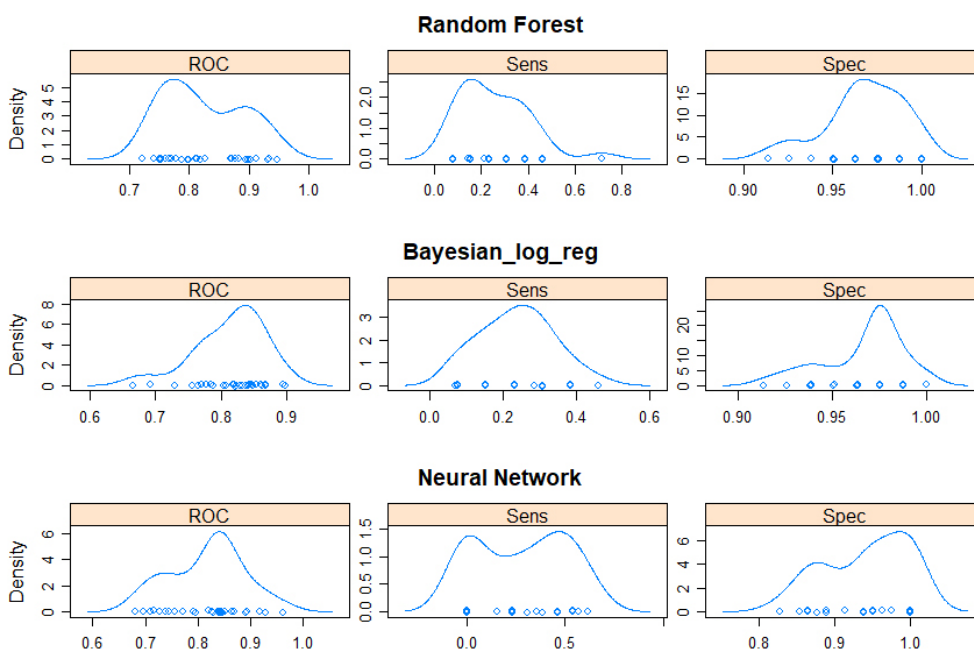 Random Forest
ROC Sens Spec
Density
0 1 2 3 4 5
0.0 1.0 2.0
0 5 10 15
0.7 0.8 0.9 1.0
0.0 0.2 0.4 0.6 0.8
0.90 0.95 1.00
Bayesian_log_reg
ROC Sens Spec
Density
0 2 4 6 8
0 1 2 3
0 5 10 20
0.6 0.7 0.8 0.9
0.0 0.2 0.4 0.6
0.90 0.95 1.00
Neural Network
ROC Sens Spec
Density
0 2 4 6
0.0 0.5 1.0 1.5
0 2 4 6
0.6 0.7 0.8 0.9 1.0
0.0 0.5
0.8 0.9 1.0